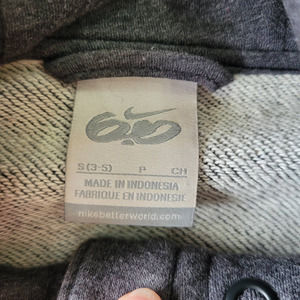 6.0
S (3-5) P CH
MADE IN INDONESIA
FABRIQUE EN INDONESIE
nikebetterworld.com